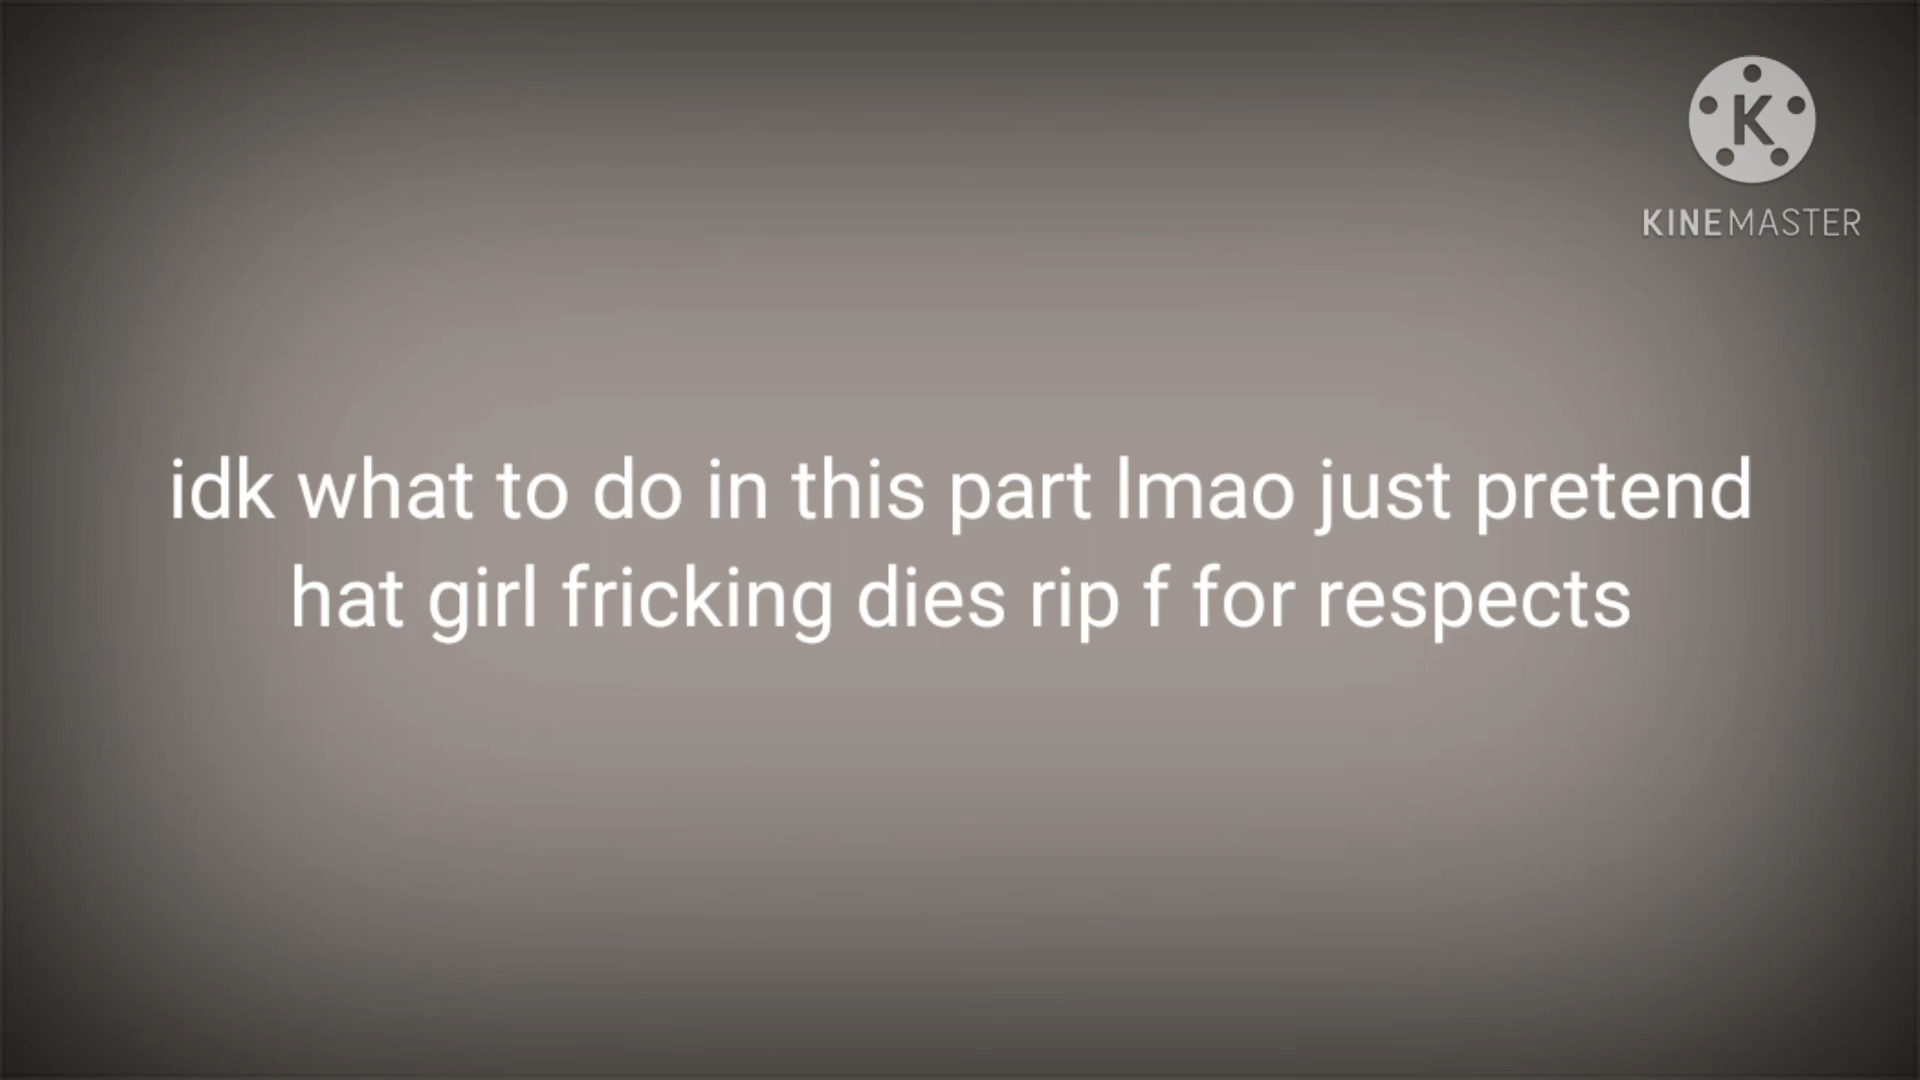 K
KINEMASTER
idk what to do in this part lmao just pretend
hat girl fricking dies rip f for respects